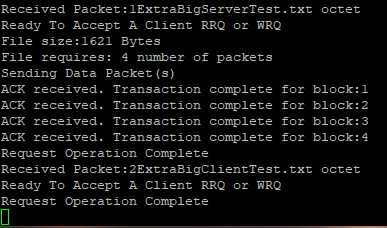 Received Packet:1ExtraBigServerTest.txt octet
Ready To Accept A Client RRQ or WRQ
File size:1621 Bytes
File requires: 4 number of packets
Sending Data Packet(s)
ACK received. Transaction complete for block:1
ACK received. Transaction complete for block:2
ACK received. Transaction complete for block:3
ACK received. Transaction complete for block:4
Request Operation Complete
Received Packet:2ExtraBigClientTest.txt octet
Ready To Accept A Client RRQ or WRQ
Request Operation Complete